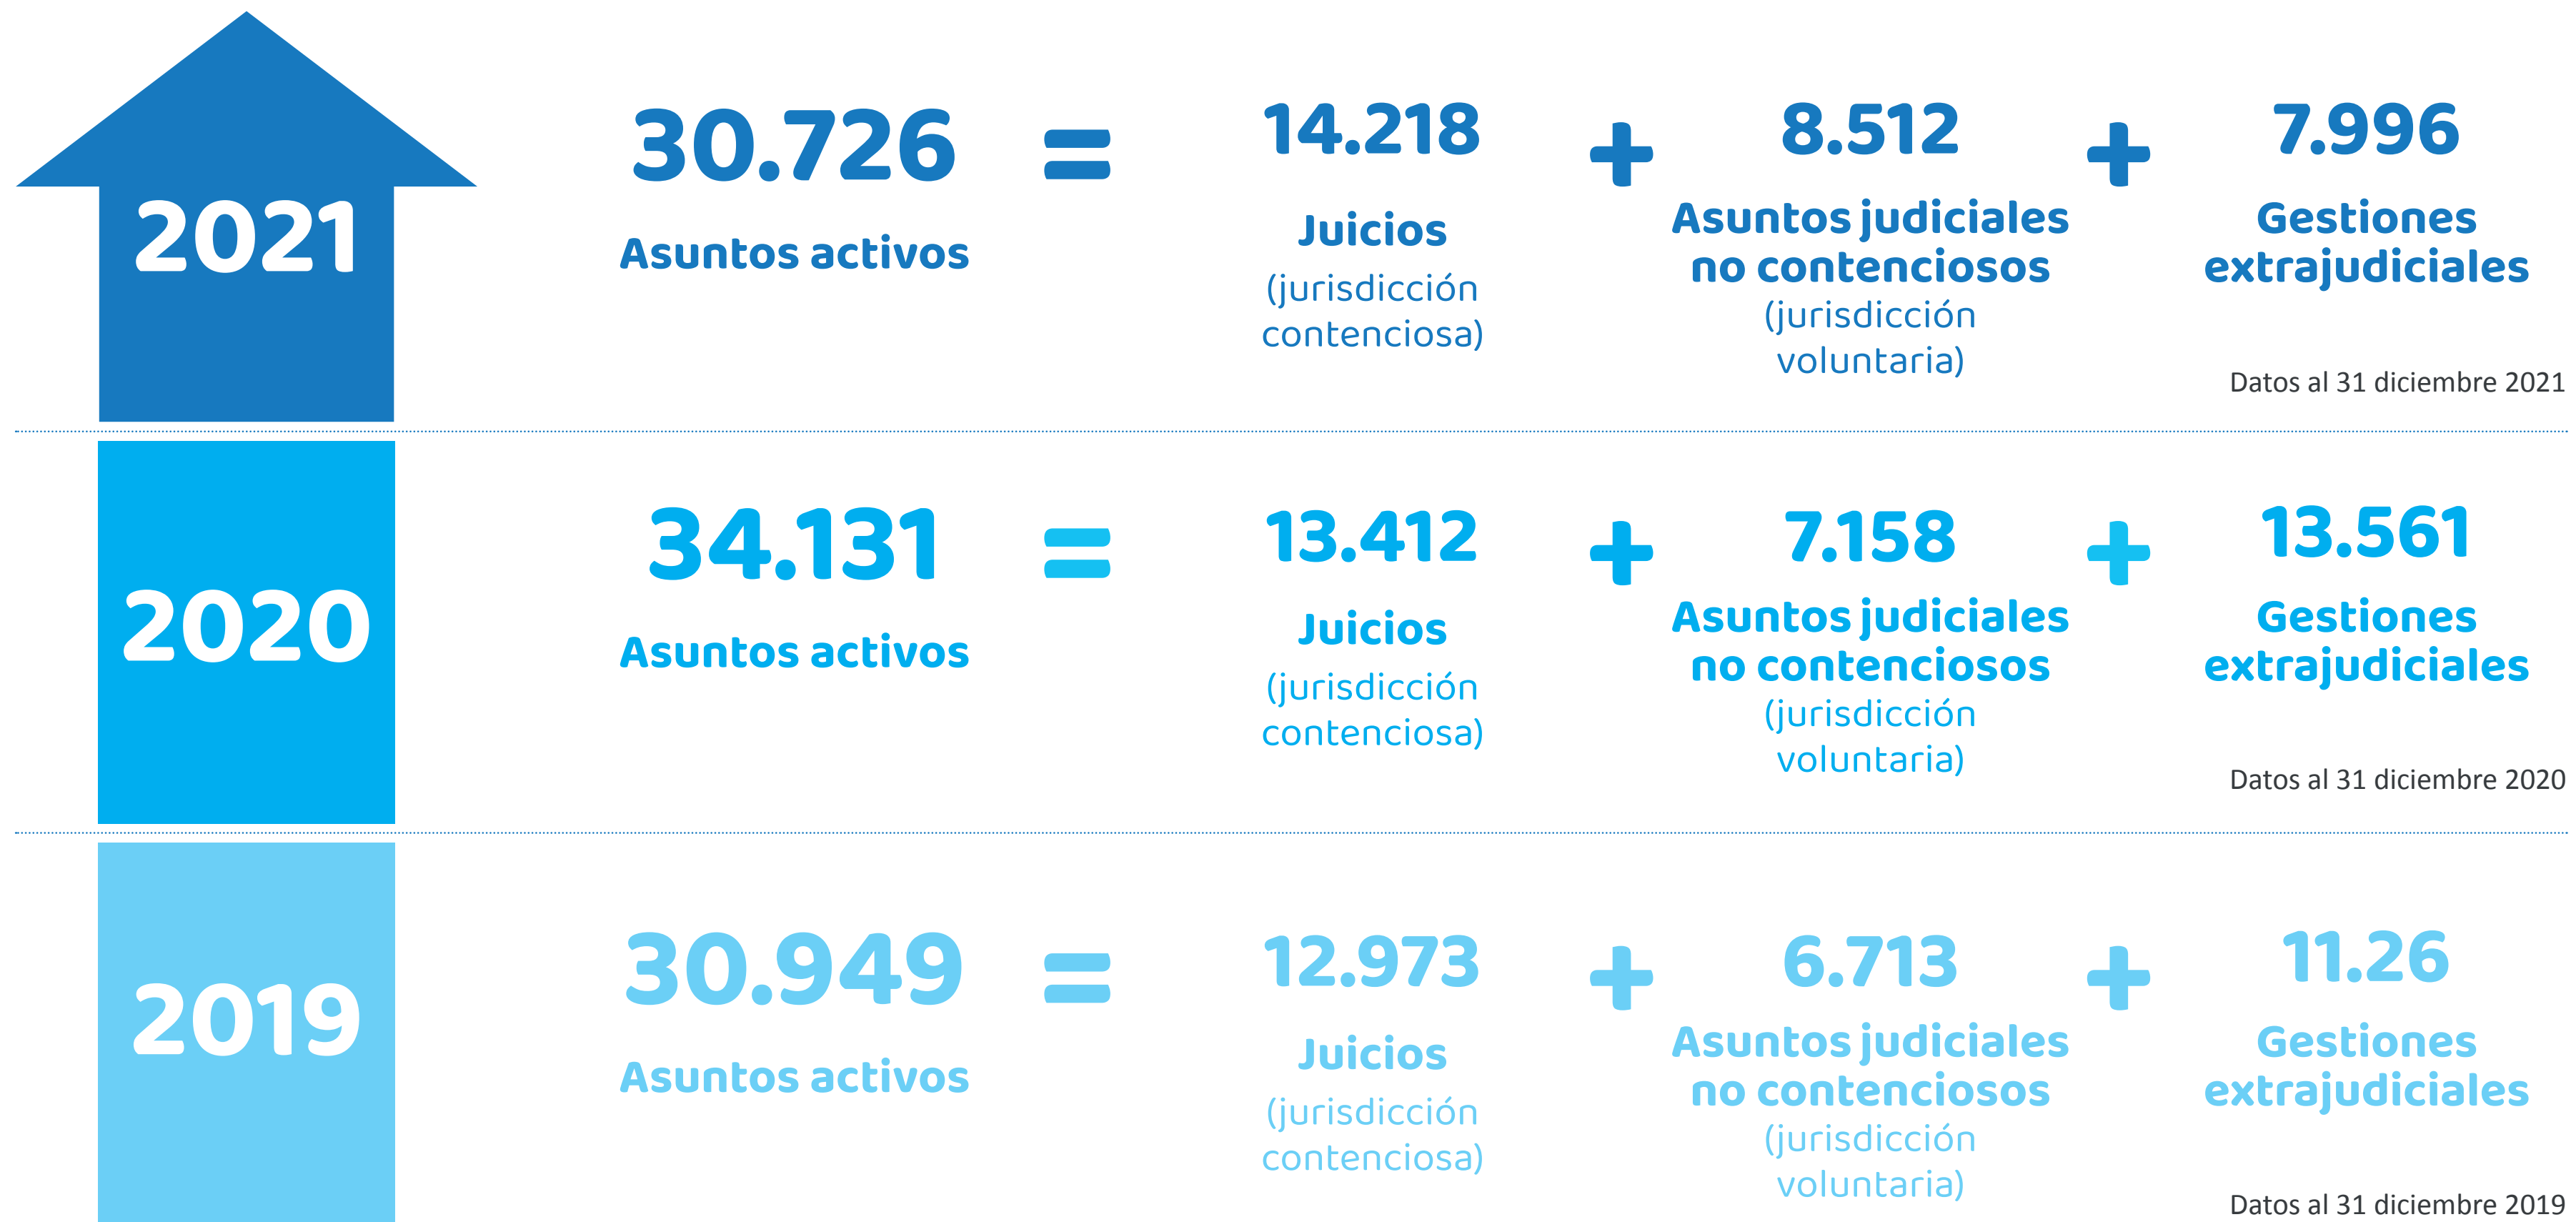 2021
30.726
Asuntos activos
=
14.218
Juicios
(jurisdicción
contenciosa)
+
8.512
Asuntos judiciales
no contenciosos
(jurisdicción
voluntaria)
+
7.996
Gestiones
extrajudiciales
Datos al 31 diciembre 2021
2020
34.131
Asuntos activos
=
13.412
Juicios
(jurisdicción
contenciosa)
+
7.158
Asuntos judiciales
no contenciosos
(jurisdicción
voluntaria)
+
13.561
Gestiones
extrajudiciales
Datos al 31 diciembre 2020
2019
30.949
Asuntos activos
=
12.973
Juicios
(jurisdicción
contenciosa)
+
6.713
Asuntos judiciales
no contenciosos
(jurisdicción
voluntaria)
+
11.26
Gestiones
extrajudiciales
Datos al 31 diciembre 2019